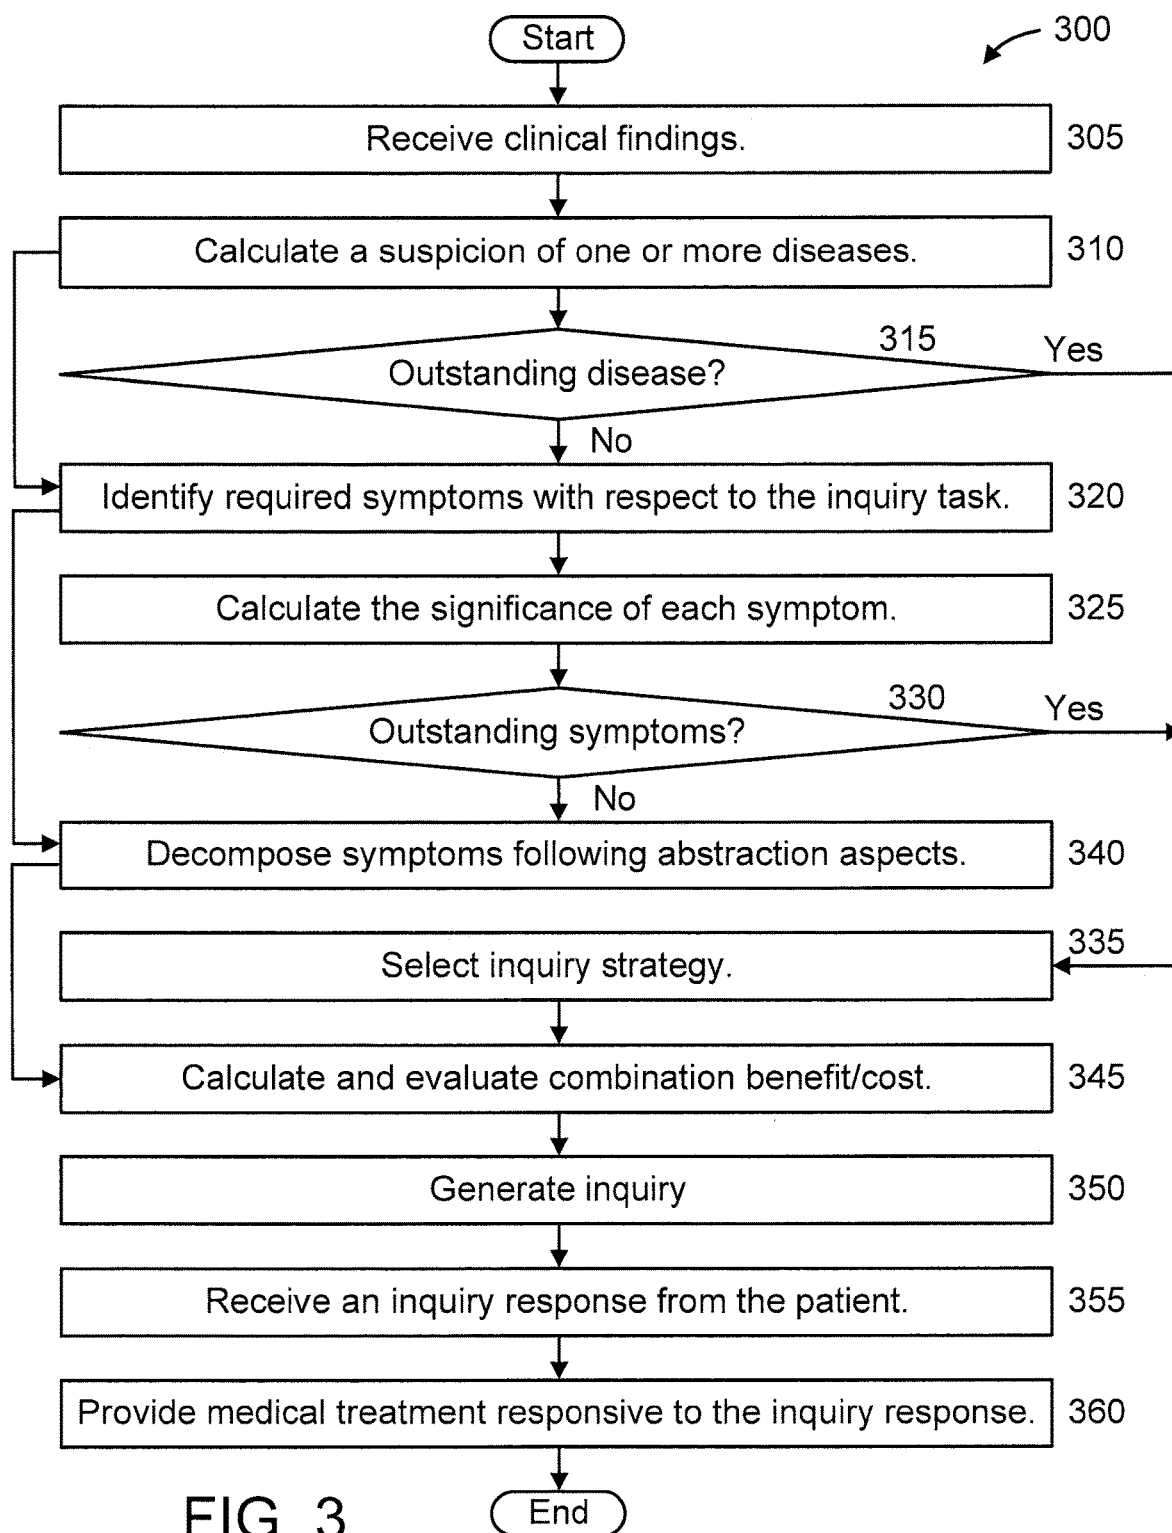 Start
300
Receive clinical findings.
305
Calculate a suspicion of one or more diseases.
310
315
Yes
Outstanding disease?
No
Identify required symptoms with respect to the inquiry task.
320
Calculate the significance of each symptom.
325
330
Yes
Outstanding symptoms?
No
Decompose symptoms following abstraction aspects.
340
335
Select inquiry strategy.
Calculate and evaluate combination benefit/cost.
345
Generate inquiry
350
Receive an inquiry response from the patient.
355
Provide medical treatment responsive to the inquiry response.
360
FIG. 3
End